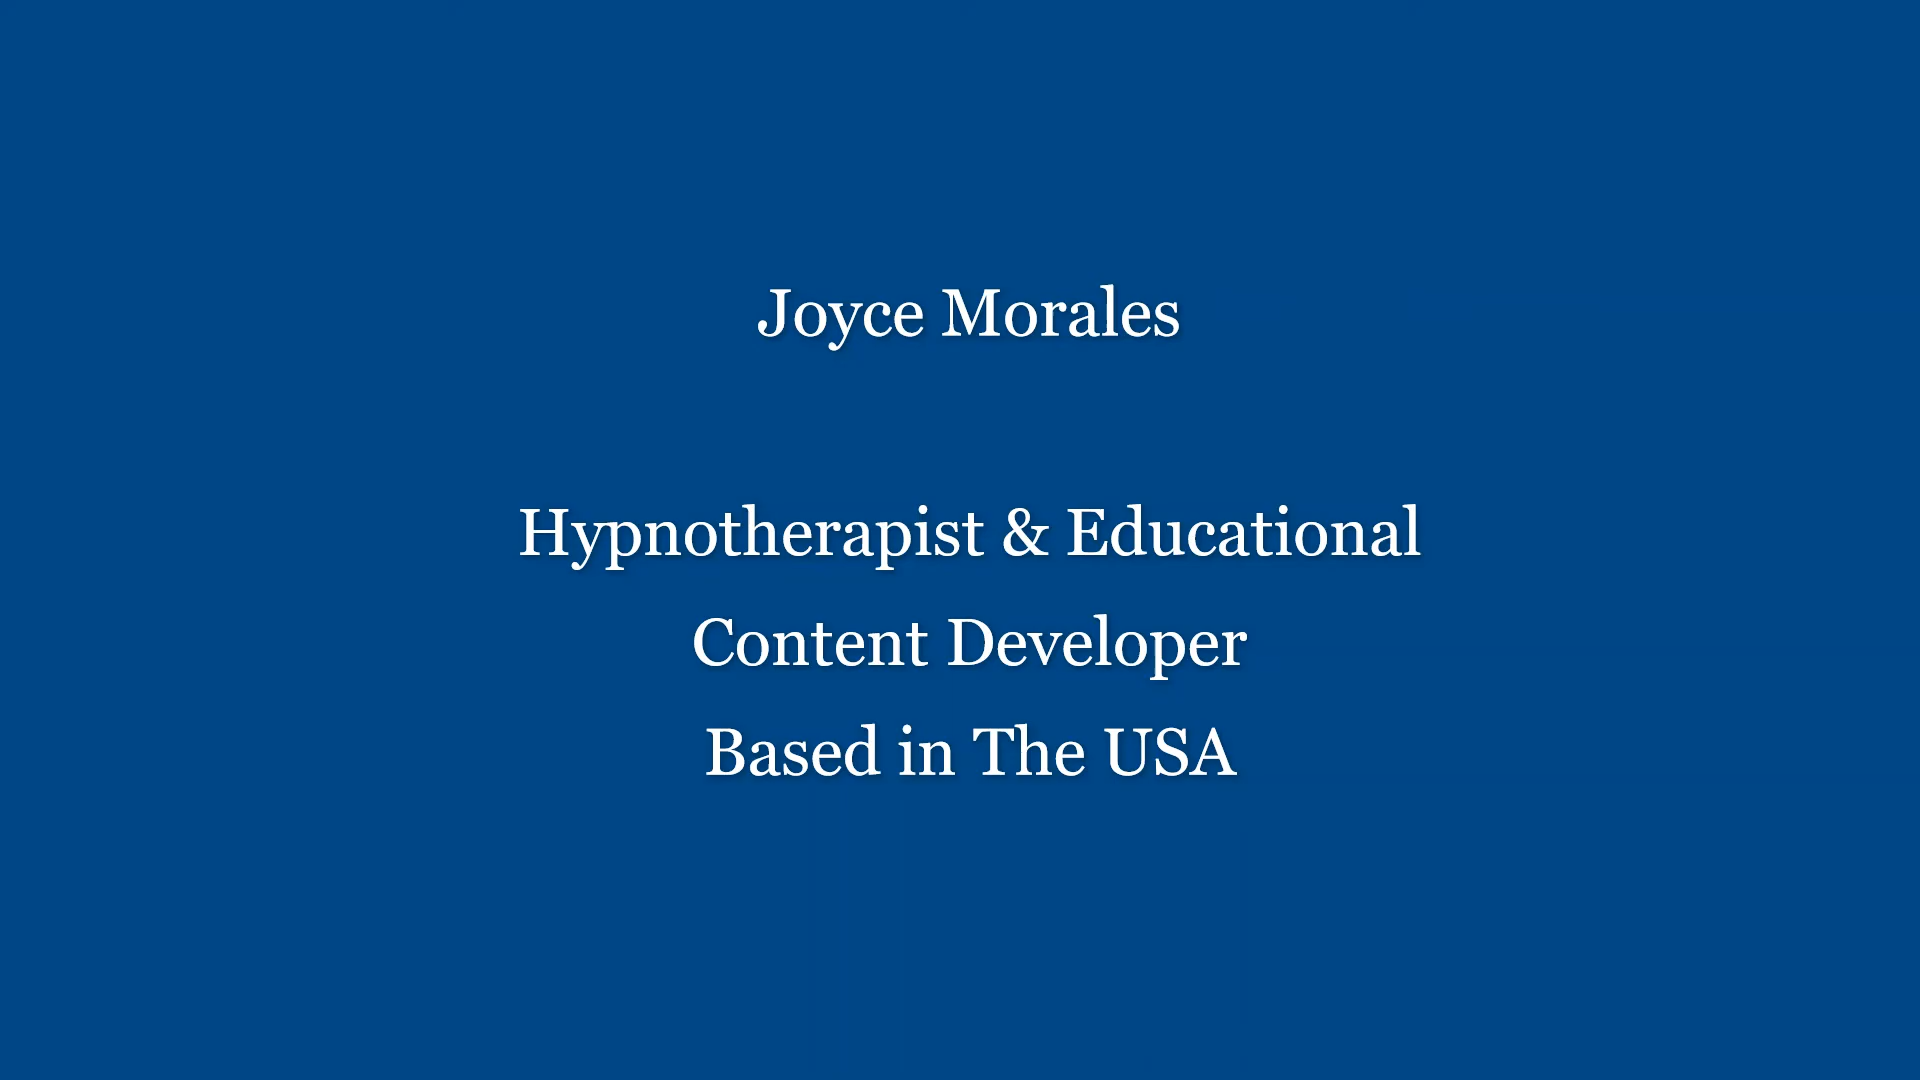 Joyce Morales
Hypnotherapist & Educational
Content Developer
Based in The USA